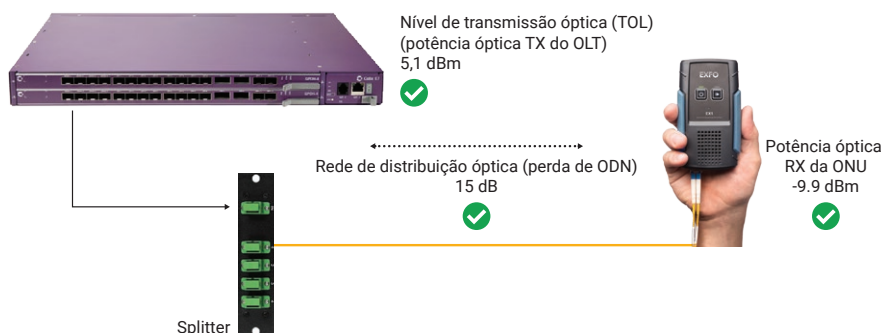 Nível de transmissão óptica (TOL)
(potência óptica TX do OLT)
5,1 dBm
EXFO
Rede de distribuição óptica (perda de ODN)
15 dB
Potência óptica
RX da ONU
-9.9 dBm
Splitter